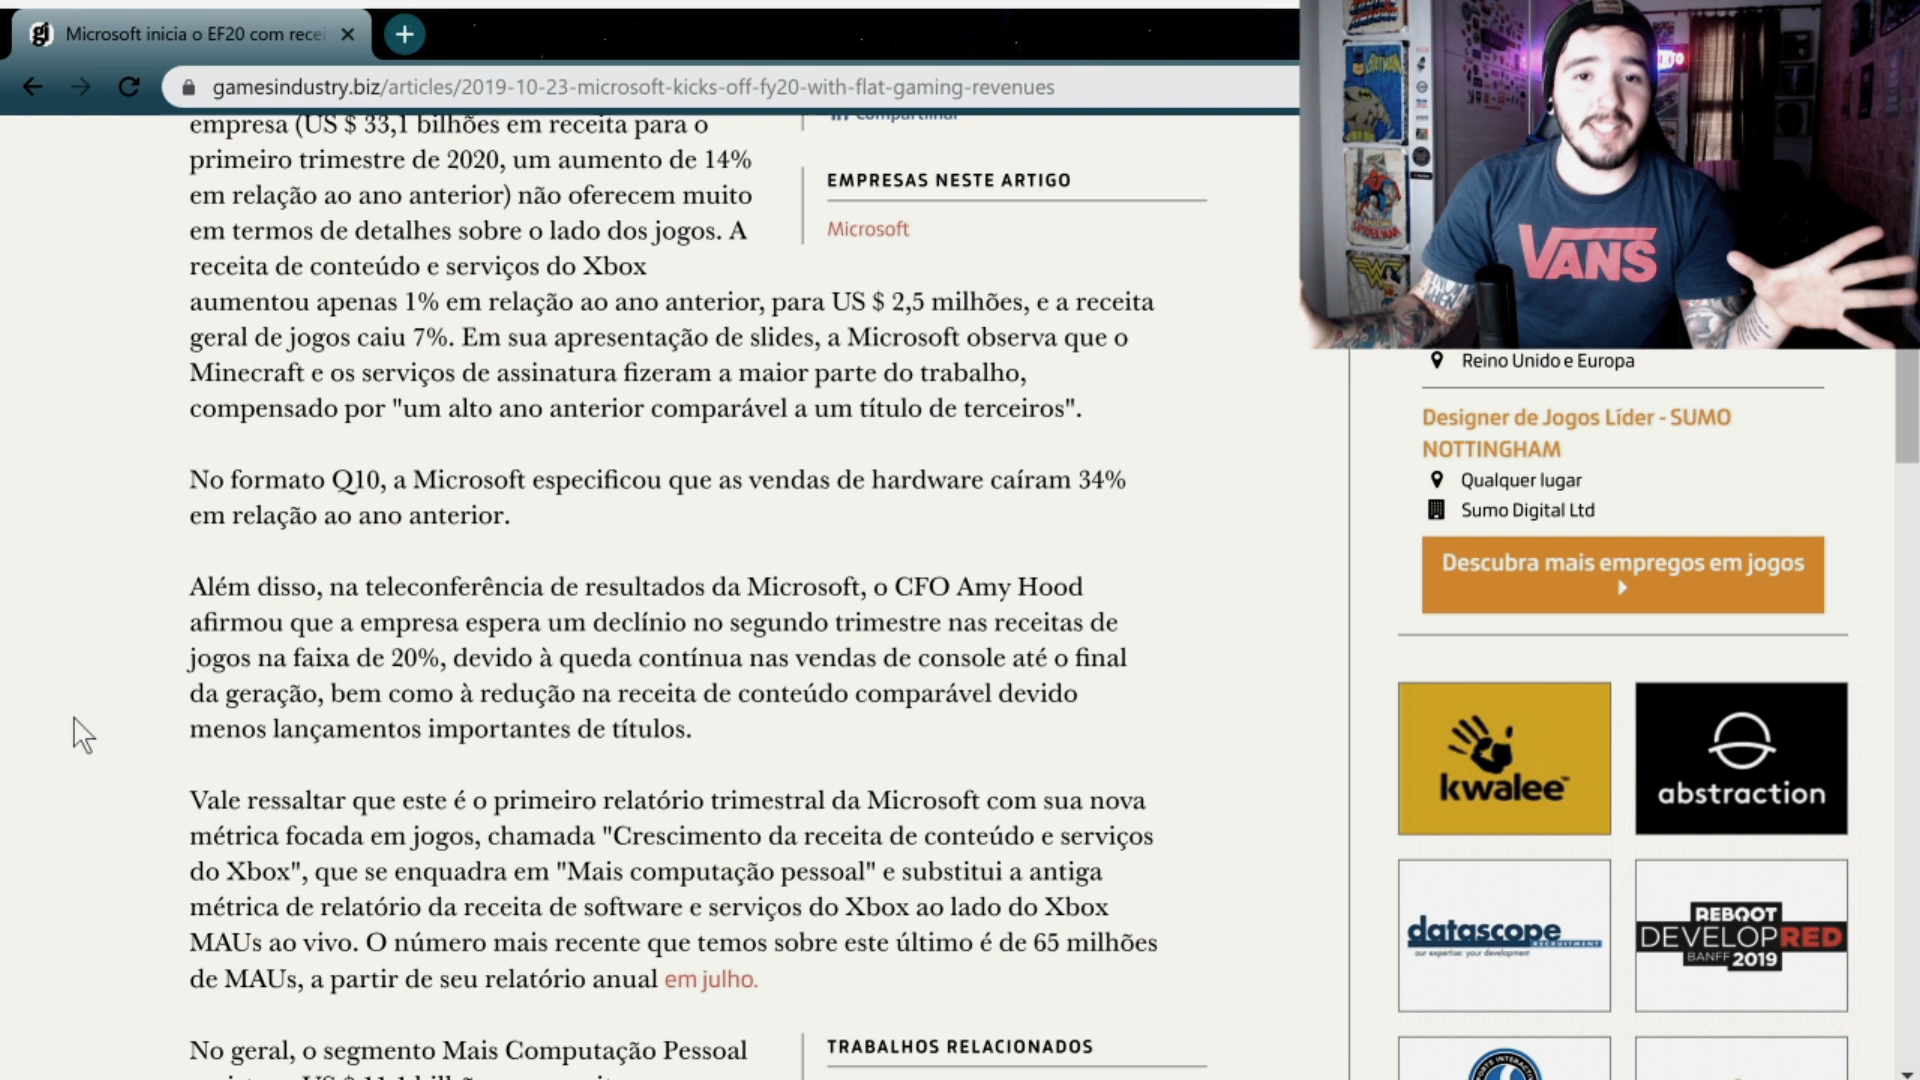 Microsoft inicia o EF20 com recei
gamesindustry.biz/articles/2019-10-23-microsoft-kicks-off-fy20-with-flat-gaming-revenues
empresa (US $ 33,1 bilhões em receita para o
primeiro trimestre de 2020, um aumento de 14%
em relação ao ano anterior) não oferecem muito
em termos de detalhes sobre o lado dos jogos. A
receita de conteúdo e serviços do Xbox
aumentou apenas 1% em relação ao ano anterior, para US $ 2,5 milhões, e a receita
geral de jogos caiu 7%. Em sua apresentação de slides, a Microsoft observa que o
Minecraft e os serviços de assinatura fizeram a maior parte do trabalho,
compensado por "um alto ano anterior comparável a um título de terceiros".
No formato Q10, a Microsoft especificou que as vendas de hardware caíram 34%
em relação ao ano anterior.
Além disso, na teleconferência de resultados da Microsoft, o CFO Amy Hood
afirmou que a empresa espera um declínio no segundo trimestre nas receitas de
jogos na faixa de 20%, devido à queda contínua nas vendas de console até o final
da geração, bem como à redução na receita de conteúdo comparável devido
menos lançamentos importantes de títulos.
Vale ressaltar que este é o primeiro relatório trimestral da Microsoft com sua nova
métrica focada em jogos, chamada "Crescimento da receita de conteúdo e serviços
do Xbox", que se enquadra em "Mais computação pessoal" e substitui a antiga
métrica de relatório da receita de software e serviços do Xbox ao lado do Xbox
MAUs ao vivo. O número mais recente que temos sobre este último é de 65 milhões
de MAUs, a partir de seu relatório anual em julho.
No geral, o segmento Mais Computação Pessoal
Compartilhar
EMPRESAS NESTE ARTIGO
Microsoft
TRABALHOS RELACIONADOS
BATMAN
VANS
Reino Unido e Europa
Designer de Jogos Líder - SUMO
NOTTINGHAM
Qualquer lugar
Sumo Digital Ltd
Descubra mais empregos em jogos
kwalee™
abstraction
datascope
RECRUITMENT
our expertise: your development
REBOOT
DEVELOPRED
BANFF 2019